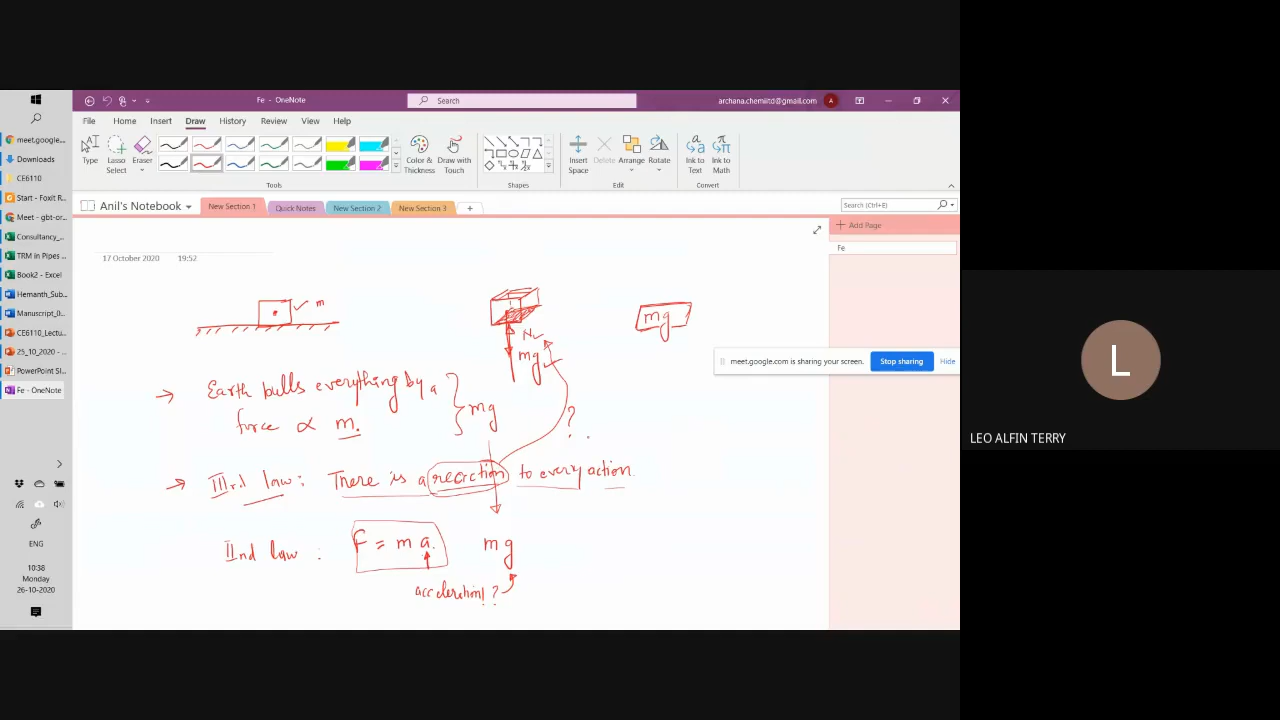 Fe - OneNote
Search
archana.chemiitd@gmail.com
A
File Home Insert Draw History Review View Help
Type
Lasso Select
Eraser
Color & Thickness
Draw with Touch
Insert Space
Delete
Arrange
Rotate
Ink to Text
Ink to Math
Tools
Shapes
Edit
Convert
Anil's Notebook
New Section 1
Quick Notes
New Section 2
New Section 3
Search (Ctrl+E)
Add Page
Fe
17 October 2020 19:52
meet.google...
Downloads
CE6110
Start - Foxit R...
Meet - gbt-or...
Consultancy_...
TRM in Pipes
Book2 - Excel
Hemanth_Sub...
Manuscript_0...
CE6110_Lectu...
25_10_2020 -
PowerPoint Sl...
Fe - OneNote
ENG
10:38
Monday
26-10-2020
m
N
mg
mg
meet.google.com is sharing your screen.
Stop sharing
Hide
→ Earth pulls everything by a
force ∝ m.
mg
?
→ IIIrd law : There is a reaction to every action.
IInd law : F = m a. mg
acceleration!?
L
LEO ALFIN TERRY